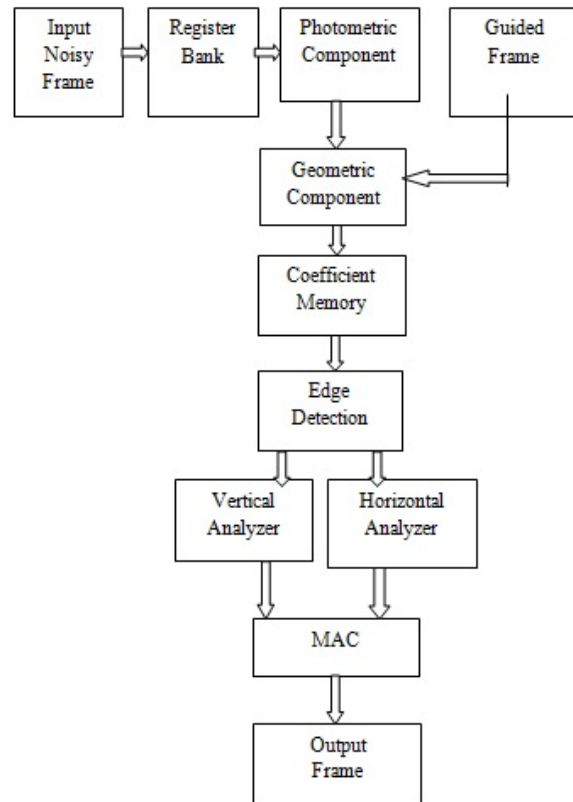 Input
Noisy
Frame
Register
Bank
Photometric
Component
Guided
Frame
Geometric
Component
Coefficient
Memory
Edge
Detection
Vertical
Analyzer
Horizontal
Analyzer
MAC
Output
Frame